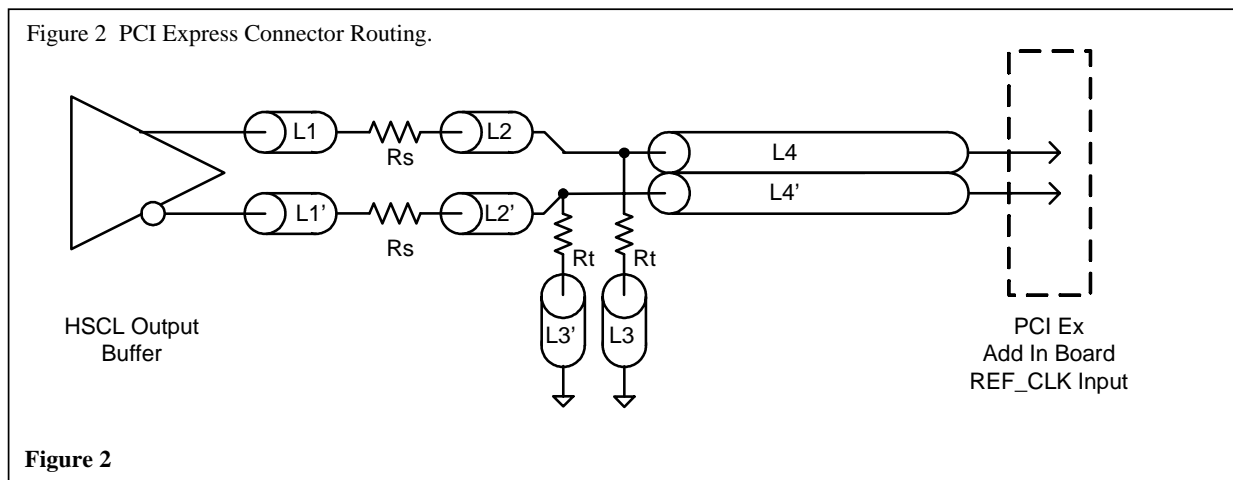 Figure 2 PCI Express Connector Routing.
L1
Rs
L2
L4
L1'
Rs
L2'
L4'
Rt
Rt
L3'
L3
HSCL Output
Buffer
PCI Ex
Add In Board
REF_CLK Input
Figure 2